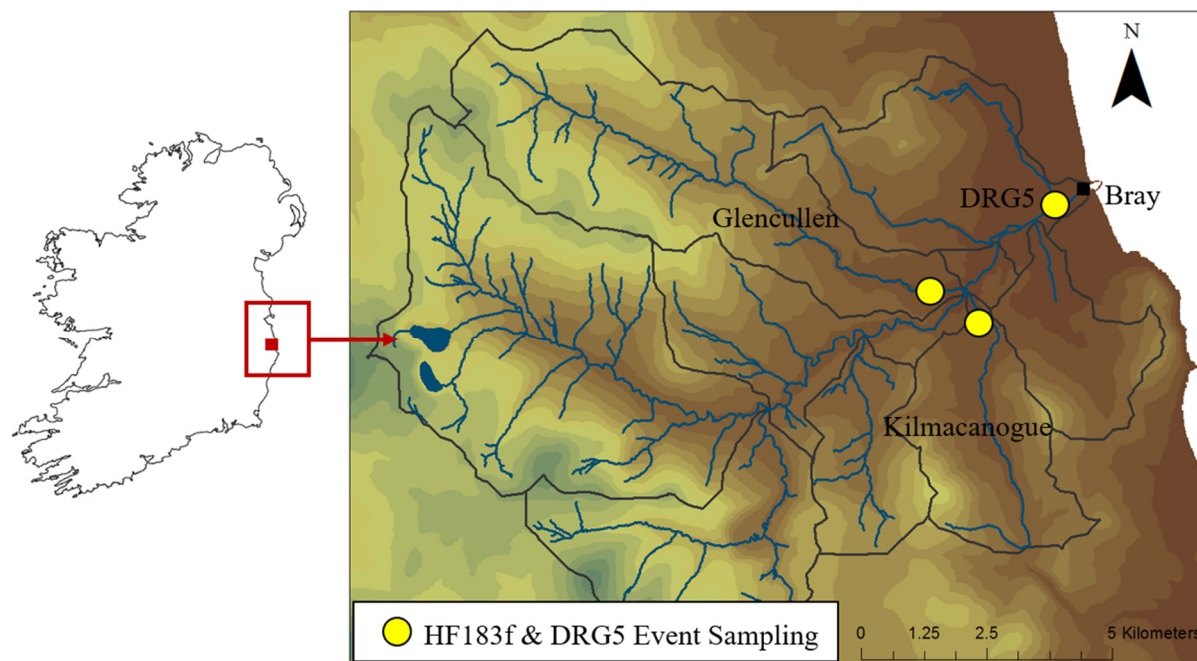 N
DRG5
Bray
Glencullen
Kilmacanogue
HF183f & DRG5 Event Sampling
0 1.25 2.5 5 Kilometers